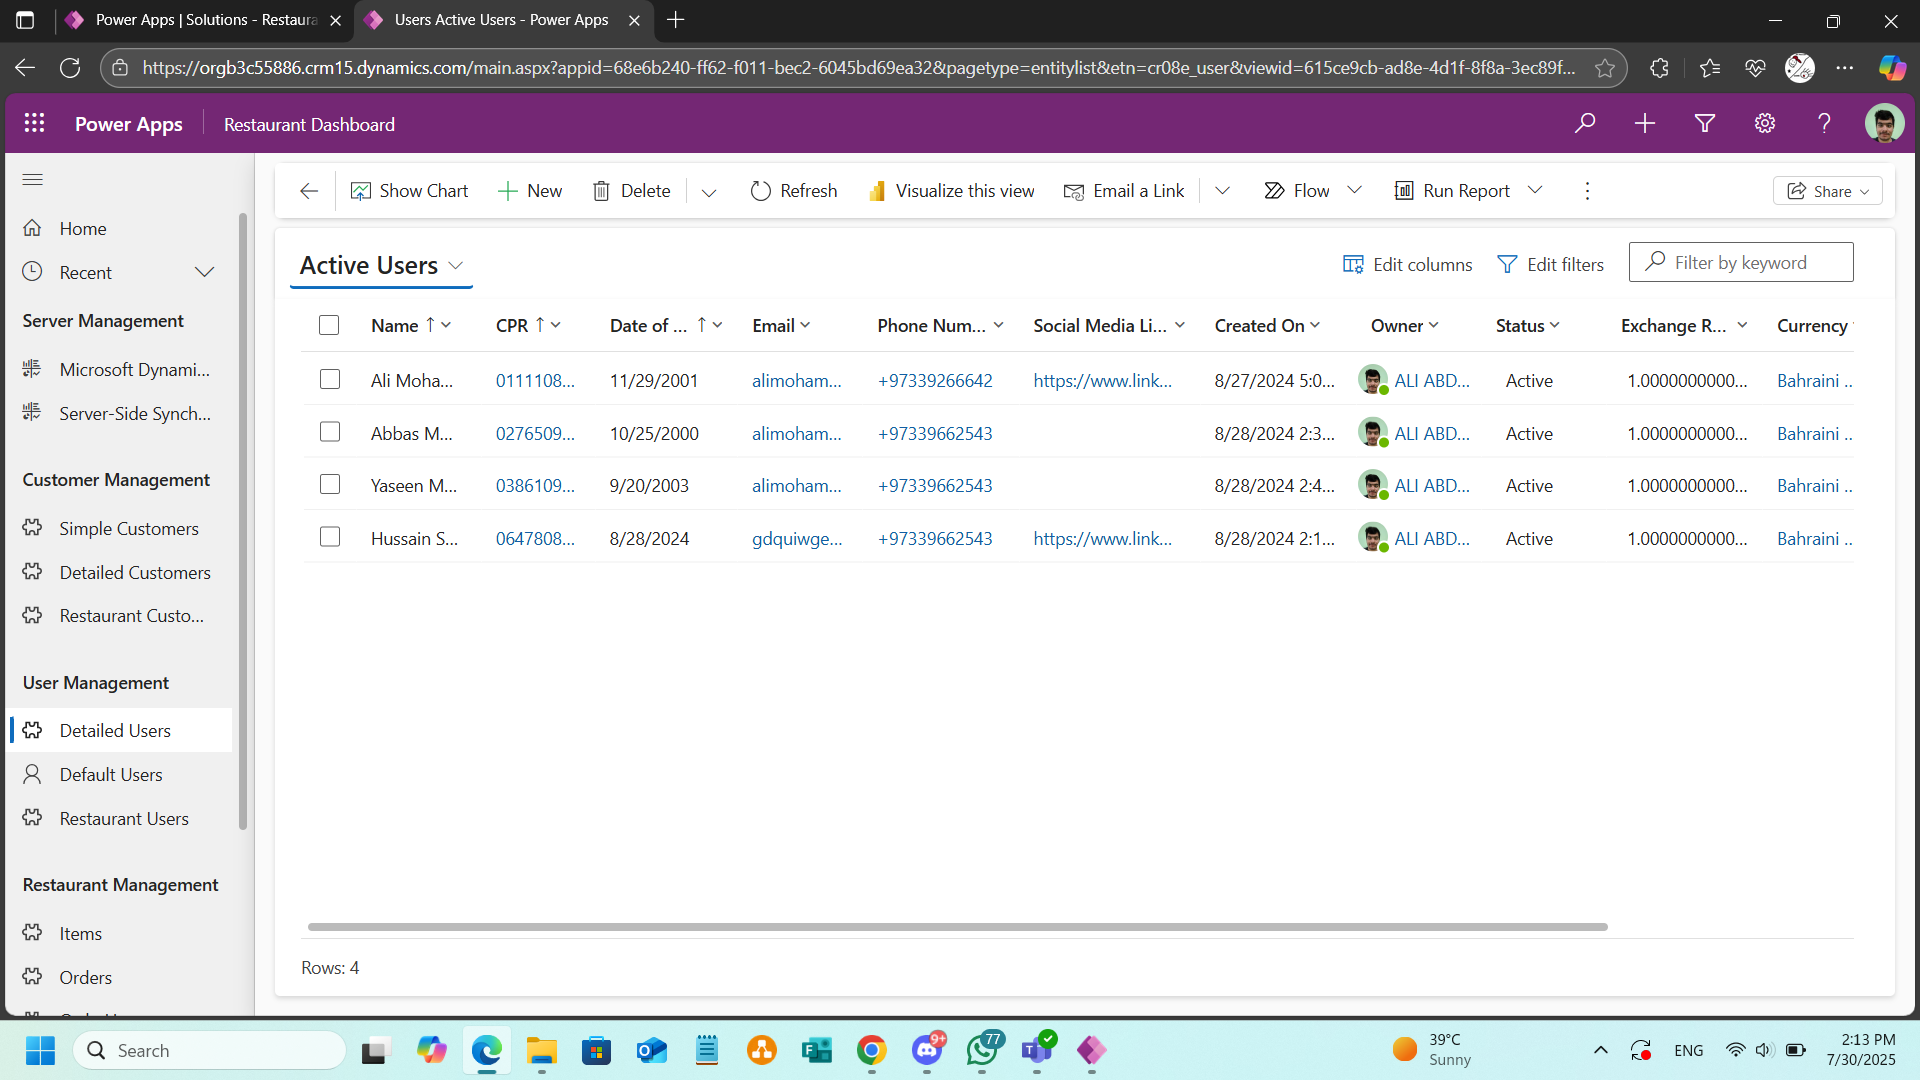 Power Apps | Solutions - Restaura
Users Active Users - Power Apps
https://orgb3c55886.crm15.dynamics.com/main.aspx?appid=68e6b240-ff62-f011-bec2-6045bd69ea32&pagetype=entitylist&etn=cr08e_user&viewid=615ce9cb-ad8e-4d1f-8f8a-3ec89f...
Power Apps
Restaurant Dashboard
Home
Recent
Server Management
Microsoft Dynami...
Server-Side Synch...
Customer Management
Simple Customers
Detailed Customers
Restaurant Custo...
User Management
Detailed Users
Default Users
Restaurant Users
Restaurant Management
Items
Orders
Show Chart New Delete Refresh Visualize this view Email a Link Flow Run Report Share
Active Users
Edit columns Edit filters Filter by keyword
Name CPR Date of ... Email Phone Num... Social Media Li... Created On Owner Status Exchange R... Currency
Ali Moha... 0111108... 11/29/2001 alimoham... +97339266642 https://www.link... 8/27/2024 5:0... ALI ABD... Active 1.0000000000... Bahraini ..
Abbas M... 0276509... 10/25/2000 alimoham... +97339662543 8/28/2024 2:3... ALI ABD... Active 1.0000000000... Bahraini ..
Yaseen M... 0386109... 9/20/2003 alimoham... +97339662543 8/28/2024 2:4... ALI ABD... Active 1.0000000000... Bahraini ..
Hussain S... 0647808... 8/28/2024 gdquiwge... +97339662543 https://www.link... 8/28/2024 2:1... ALI ABD... Active 1.0000000000... Bahraini ..
Rows: 4
Search
9+
77
39°C
Sunny
ENG
2:13 PM
7/30/2025